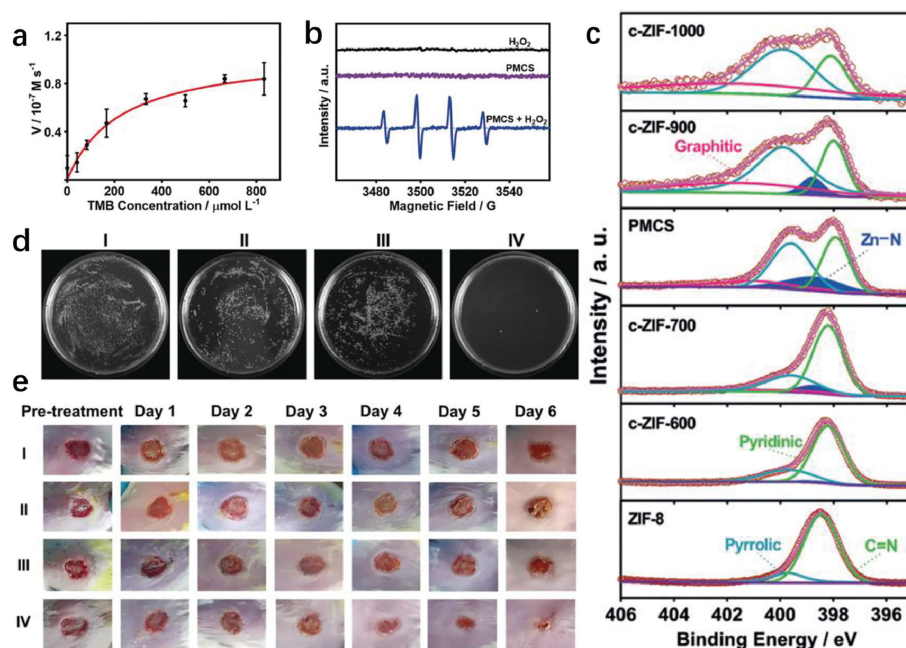 a
V / 10⁻⁷ M s⁻¹
1.2
0.8
0.4
0 200 400 600 800
TMB Concentration / μmol L⁻¹
b
Intensity / a.u.
H₂O₂
PMCS
PMCS + H₂O₂
3480 3500 3520 3540
Magnetic Field / G
c
Intensity / a. u.
c-ZIF-1000
c-ZIF-900
Graphitic
PMCS
Zn–N
c-ZIF-700
c-ZIF-600
Pyridinic
ZIF-8
Pyrrolic
C=N
406 404 402 400 398 396
Binding Energy / eV
d
I II III IV
e
Pre-treatment Day 1 Day 2 Day 3 Day 4 Day 5 Day 6
I
II
III
IV